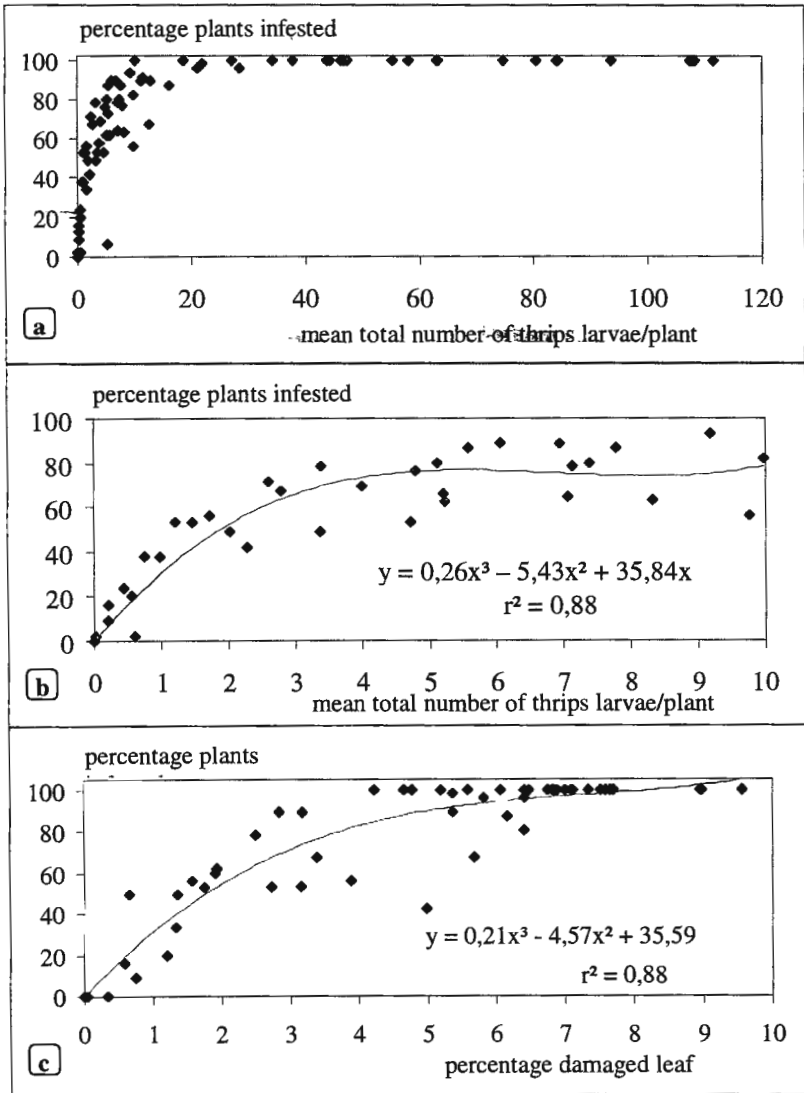 percentage plants infested
100
80
60
40
20
0
0 20 40 60 80 100 120
a
mean total number of thrips larvae/plant
percentage plants infested
100
80
60
40
20
0
y = 0,26x³ – 5,43x² + 35,84x
r² = 0,88
0 1 2 3 4 5 6 7 8 9 10
b
mean total number of thrips larvae/plant
percentage plants
100
80
60
40
20
0
y = 0,21x³ - 4,57x² + 35,59
r² = 0,88
0 1 2 3 4 5 6 7 8 9 10
c
percentage damaged leaf